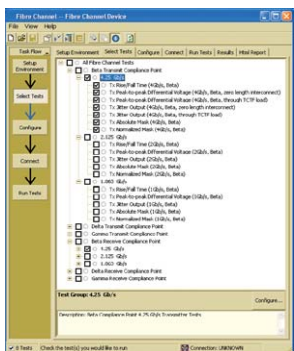 Fibre Channel -- Fibre Channel Device
File View Help
Task Flow
Setup Environment
Select Tests
Configure
Connect
Run Tests
Setup Environment Select Tests Configure Connect Run Tests Results Html Report
All Fibre Channel Tests
Beta Transmit Compliance Point
4.25 Gb/s
Tx Rise/Fall Time (4Gb/s, Beta)
Tx Peak-to-peak Differential Voltage (4Gb/s, Beta, zero length interconnect)
Tx Peak-to-peak Differential Voltage (4Gb/s, Beta, through TCTF load)
Tx Jitter Output (4Gb/s, Beta, zero length interconnect)
Tx Jitter Output (4Gb/s, Beta, through TCTF load)
Tx Absolute Mask (4Gb/s, Beta)
Tx Normalized Mask (4Gb/s, Beta)
2.125 Gb/s
Tx Rise/Fall Time (2Gb/s, Beta)
Tx Peak-to-peak Differential Voltage (2Gb/s, Beta)
Tx Jitter Output (2Gb/s, Beta)
Tx Absolute Mask (2Gb/s, Beta)
Tx Normalized Mask (2Gb/s, Beta)
1.063 Gb/s
Tx Rise/Fall Time (1Gb/s, Beta)
Tx Peak-to-peak Differential Voltage (1Gb/s, Beta)
Tx Jitter Output (1Gb/s, Beta)
Tx Absolute Mask (1Gb/s, Beta)
Tx Normalized Mask (1Gb/s, Beta)
Delta Transmit Compliance Point
Gamma Transmit Compliance Point
Beta Receive Compliance Point
4.25 Gb/s
2.125 Gb/s
1.063 Gb/s
Delta Receive Compliance Point
Gamma Receive Compliance Point
Test Group: 4.25 Gb/s
Configure...
Description: Beta Compliance Point 4.25 Gb/s Transmitter Tests
Check the test(s) you would like to run
Connection: UNKNOWN